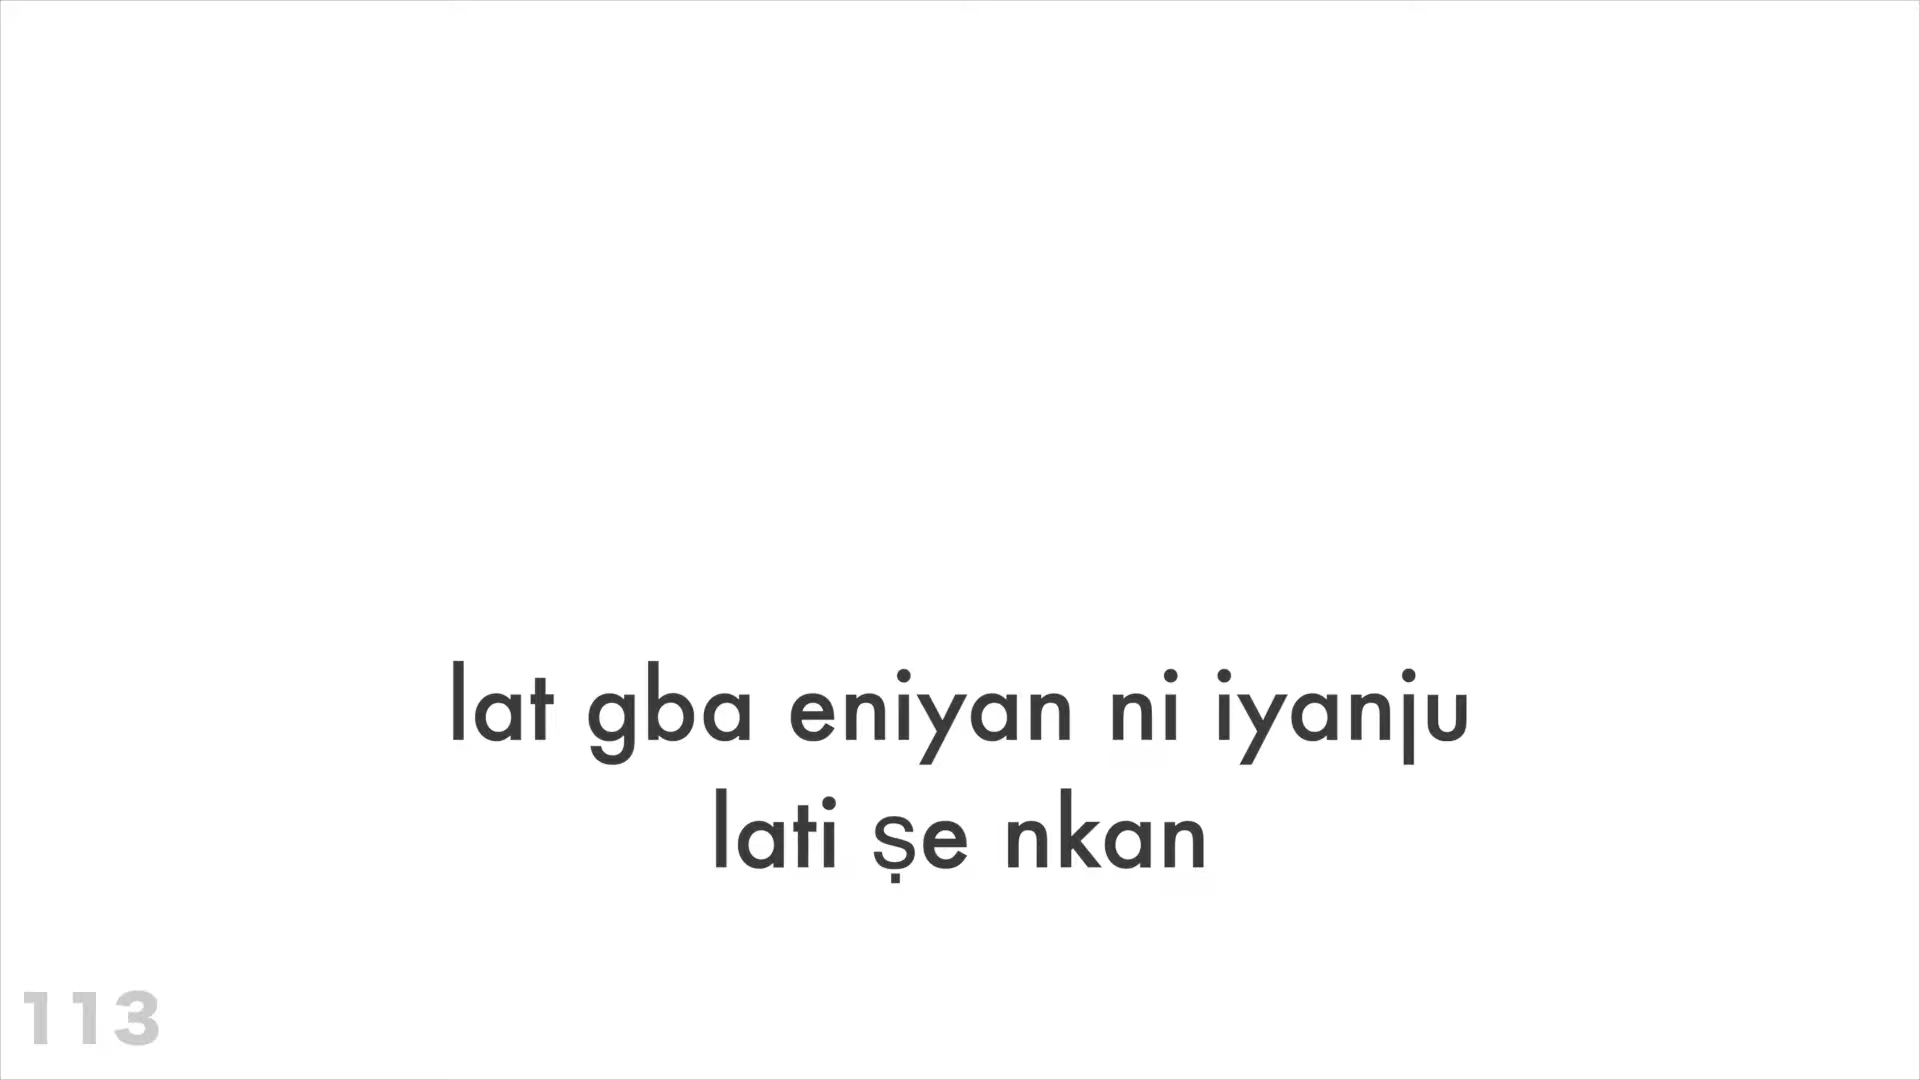 lat gba eniyan ni iyanju
lati ṣe nkan
113